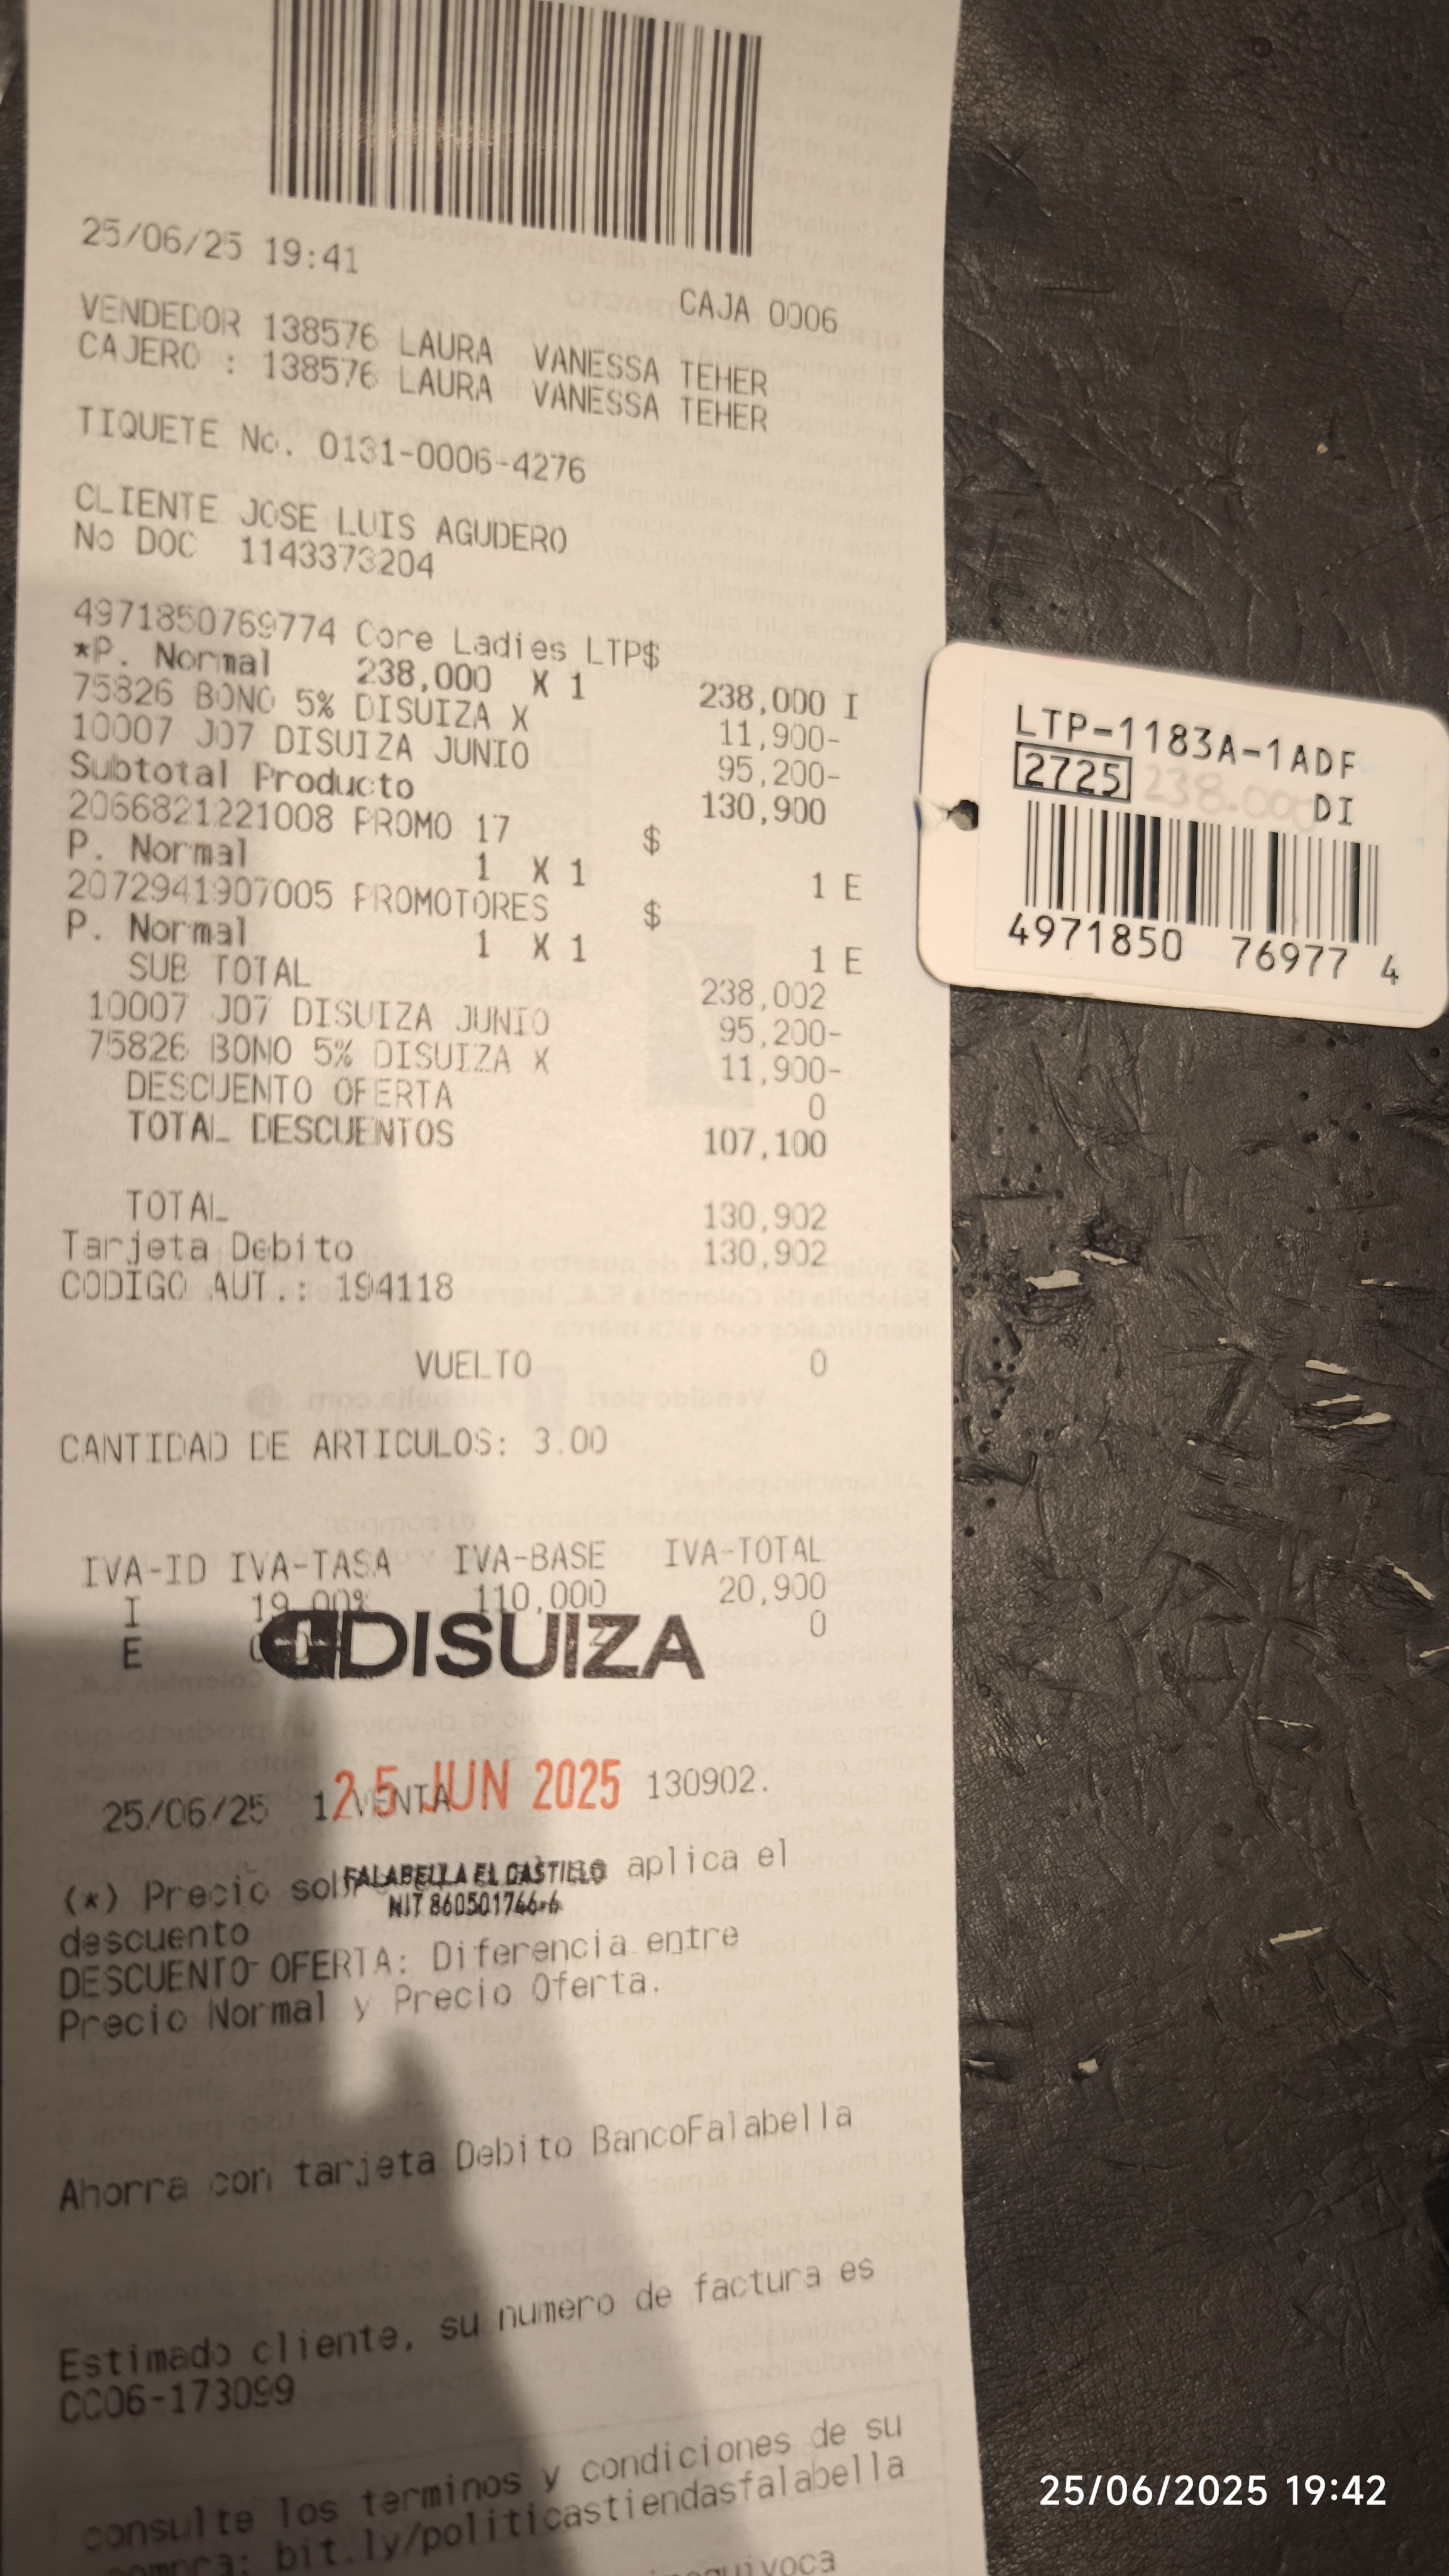 25/06/25 19:41
CAJA 0006
VENDEDOR 138576 LAURA VANESSA TEHER
CAJERO : 138576 LAURA VANESSA TEHER
TIQUETE No. 0131-0006-4276
CLIENTE JOSE LUIS AGUDERO
No DOC 1143373204
4971850769774 Core Ladies LTP$
*P. Normal 238,000 X 1 238,000 I
75826 BONO 5% DISUIZA X 11,900-
10007 J07 DISUIZA JUNIO 95,200-
Subtotal Producto 130,900
2066821221008 PROMO 17 $
P. Normal 1 X 1 1 E
2072941907005 PROMOTORES $
P. Normal 1 X 1 1 E
SUB TOTAL 238,002
10007 J07 DISUIZA JUNIO 95,200-
75826 BONO 5% DISUIZA X 11,900-
DESCUENTO OFERTA 0
TOTAL DESCUENTOS 107,100
TOTAL 130,902
Tarjeta Debito 130,902
CODIGO AUT.: 194118
VUELTO 0
CANTIDAD DE ARTICULOS: 3.00
IVA-ID IVA-TASA IVA-BASE IVA-TOTAL
I 19.00% 110,000 20,900
E 0
DISUIZA
25 JUN 2025
25/06/25 1 VENTA 130902.
FALABELLA EL CASTILLO
NIT 860501766-6
(*) Precio aplica el
descuento
DESCUENTO OFERTA: Diferencia entre
Precio Normal y Precio Oferta.
Ahorra con tarjeta Debito BancoFalabella
Estimado cliente, su numero de factura es
CC06-173099
consulte los terminos y condiciones de su
compra: bit.ly/politicastiendasfalabella
inequivoca
LTP-1183A-1ADF
2725 238.000 DI
4971850 76977 4
25/06/2025 19:42